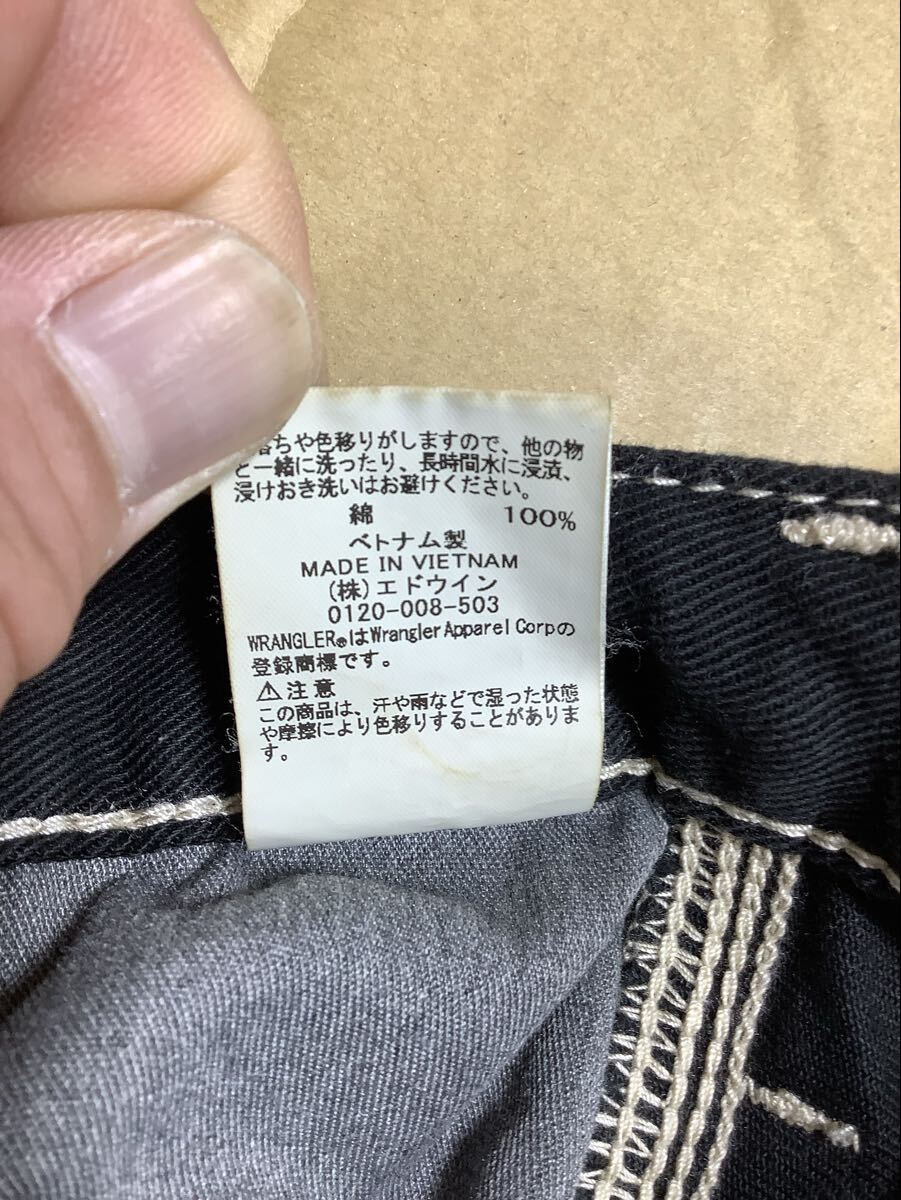 落ちや色移りがしますので、他の物
と一緒に洗ったり、長時間水に浸漬、
浸けおき洗いはお避けください。
綿 100%
ベトナム製
MADE IN VIETNAM
(株)エドウイン
0120-008-503
WRANGLER®はWrangler Apparel Corpの
登録商標です。
⚠注意
この商品は、汗や雨などで湿った状態
や摩擦により色移りすることがありま
す。